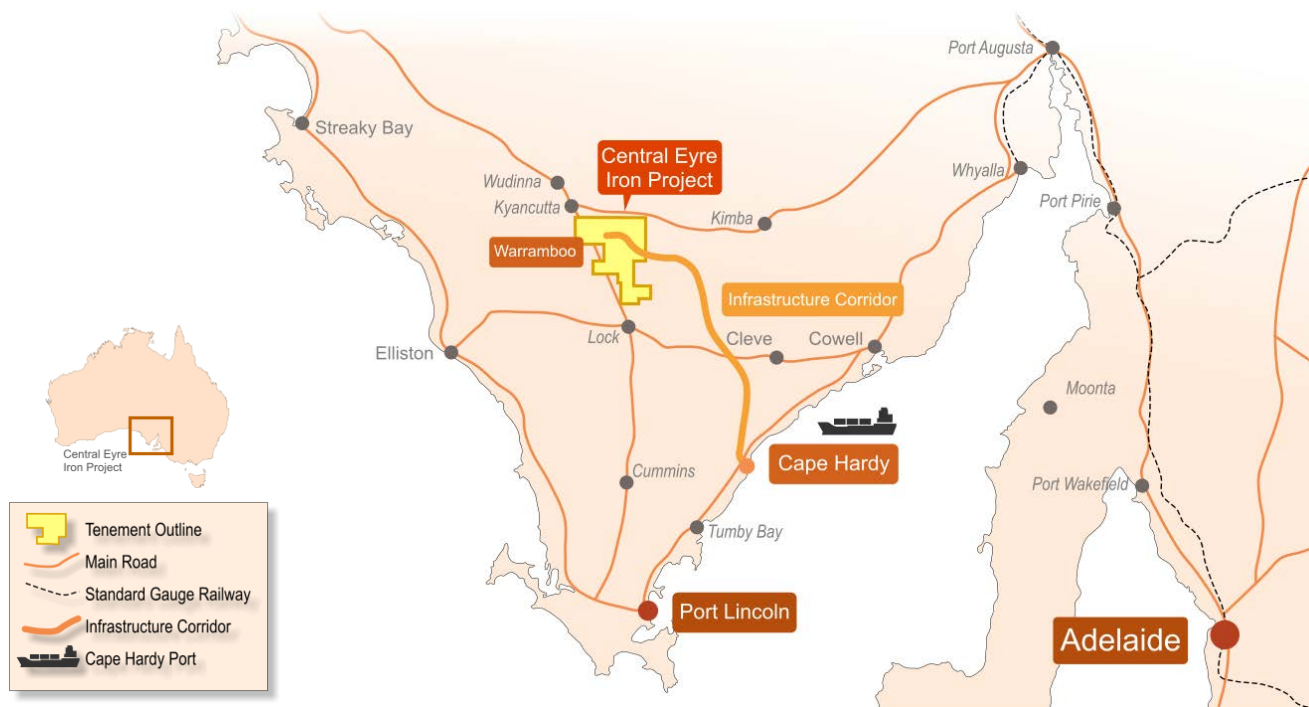 Port Augusta
Streaky Bay
Central Eyre
Iron Project
Whyalla
Wudinna
Kyancutta
Kimba
Port Pirie
Warramboo
Infrastructure Corridor
Lock
Cleve
Cowell
Elliston
Moonta
Central Eyre
Iron Project
Cape Hardy
Cummins
Port Wakefield
Tumby Bay
Port Lincoln
Adelaide
Tenement Outline
Main Road
Standard Gauge Railway
Infrastructure Corridor
Cape Hardy Port